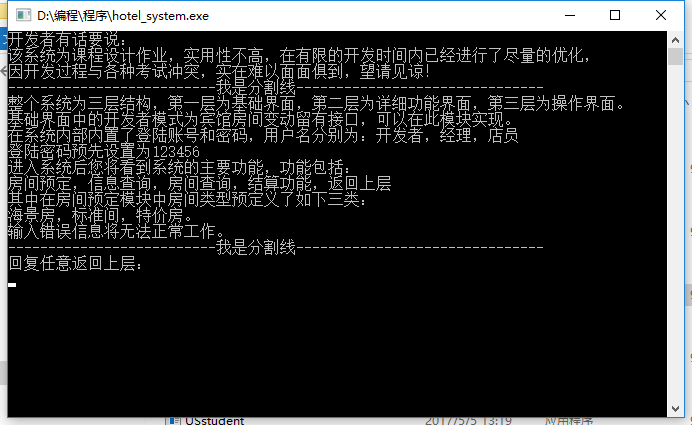 D:\编程\程序\hotel_system.exe
开发者有话要说:
该系统为课程设计作业，实用性不高，在有限的开发时间内已经进行了尽量的优化，
因开发过程与各种考试冲突，实在难以面面俱到，望请见谅!
--------------------------我是分割线-------------------------------
整个系统为三层结构，第一层为基础界面，第二层为详细功能界面，第三层为操作界面。
基础界面中的开发者模式为宾馆房间变动留有接口，可以在此模块实现。
在系统内部内置了登陆账号和密码，用户名分别为: 开发者，经理，店员
登陆密码预先设置为123456
进入系统后您将看到系统的主要功能，功能包括:
房间预定，信息查询，房间查询，结算功能，返回上层
其中在房间预定模块中房间类型预定义了如下三类:
海景房，标准间，特价房。
输入错误信息将无法正常工作。
--------------------------我是分割线-------------------------------
回复任意返回上层:
USstudent 2017/5/5 13:19 应用程序